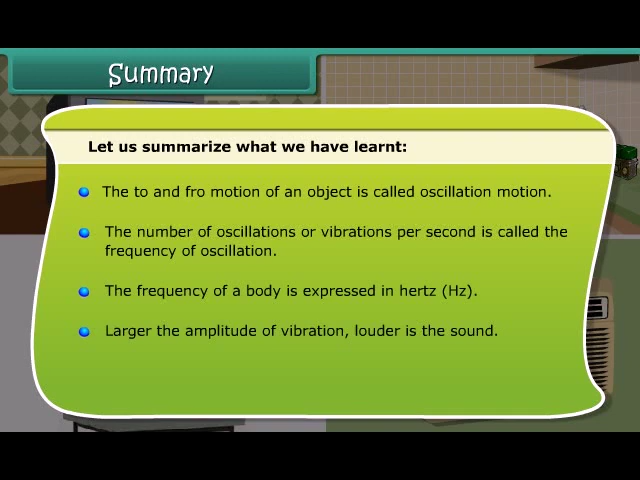 Summary
Let us summarize what we have learnt:
The to and fro motion of an object is called oscillation motion.
The number of oscillations or vibrations per second is called the
frequency of oscillation.
The frequency of a body is expressed in hertz (Hz).
Larger the amplitude of vibration, louder is the sound.